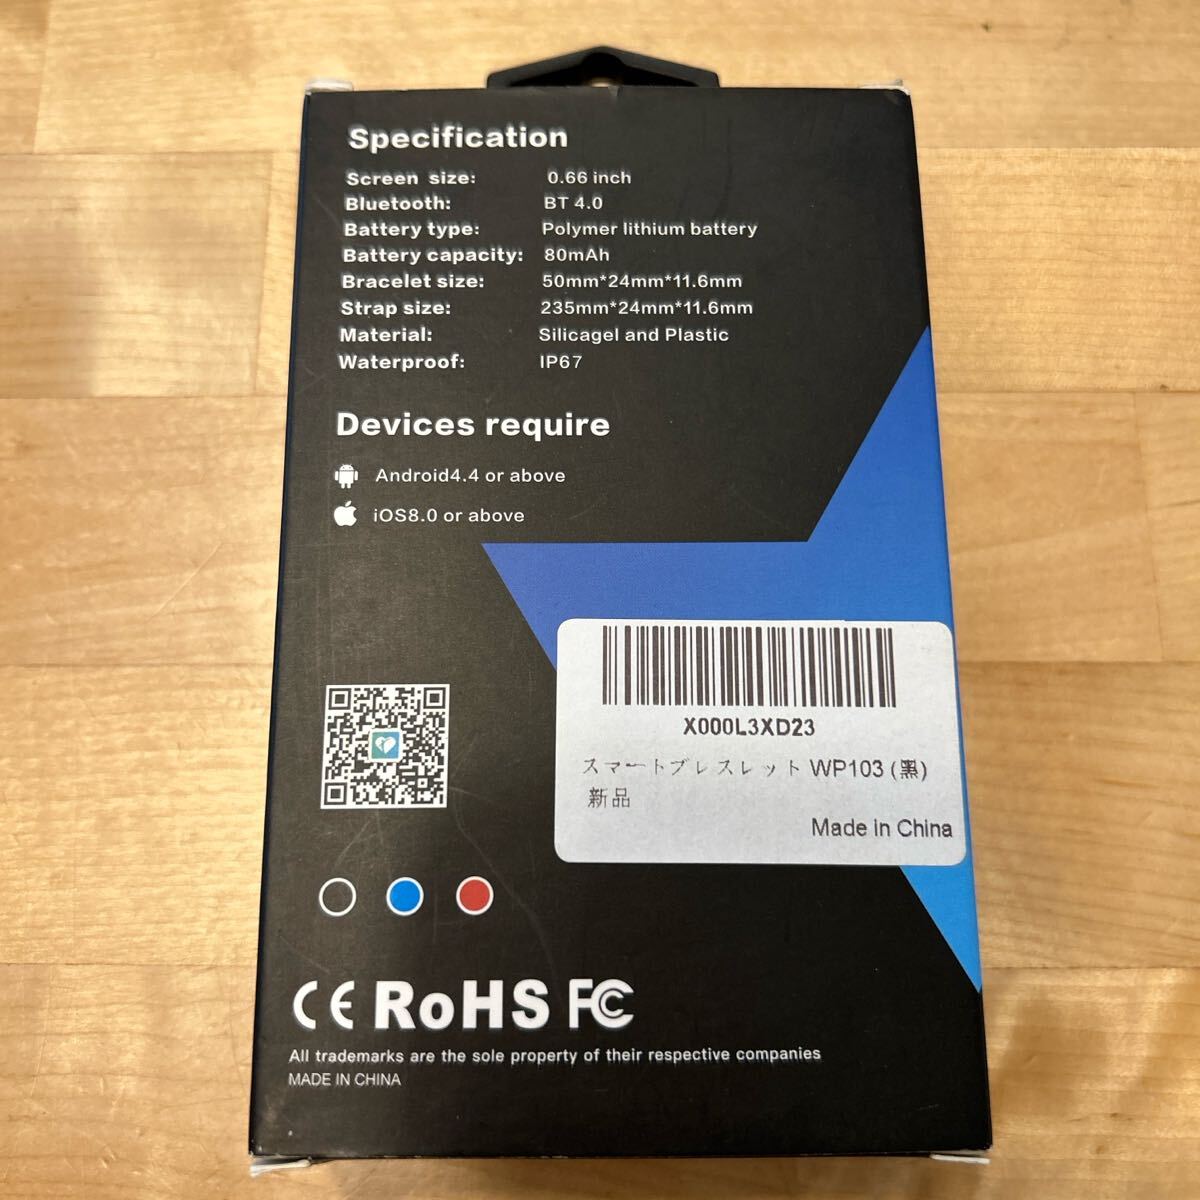 Specification
Screen size: 0.66 inch
Bluetooth: BT 4.0
Battery type: Polymer lithium battery
Battery capacity: 80mAh
Bracelet size: 50mm*24mm*11.6mm
Strap size: 235mm*24mm*11.6mm
Material: Silicagel and Plastic
Waterproof: IP67
Devices require
Android4.4 or above
iOS8.0 or above
X000L3XD23
スマートブレスレット WP103 (黒)
新品
Made in China
CE RoHS FC
All trademarks are the sole property of their respective companies
MADE IN CHINA